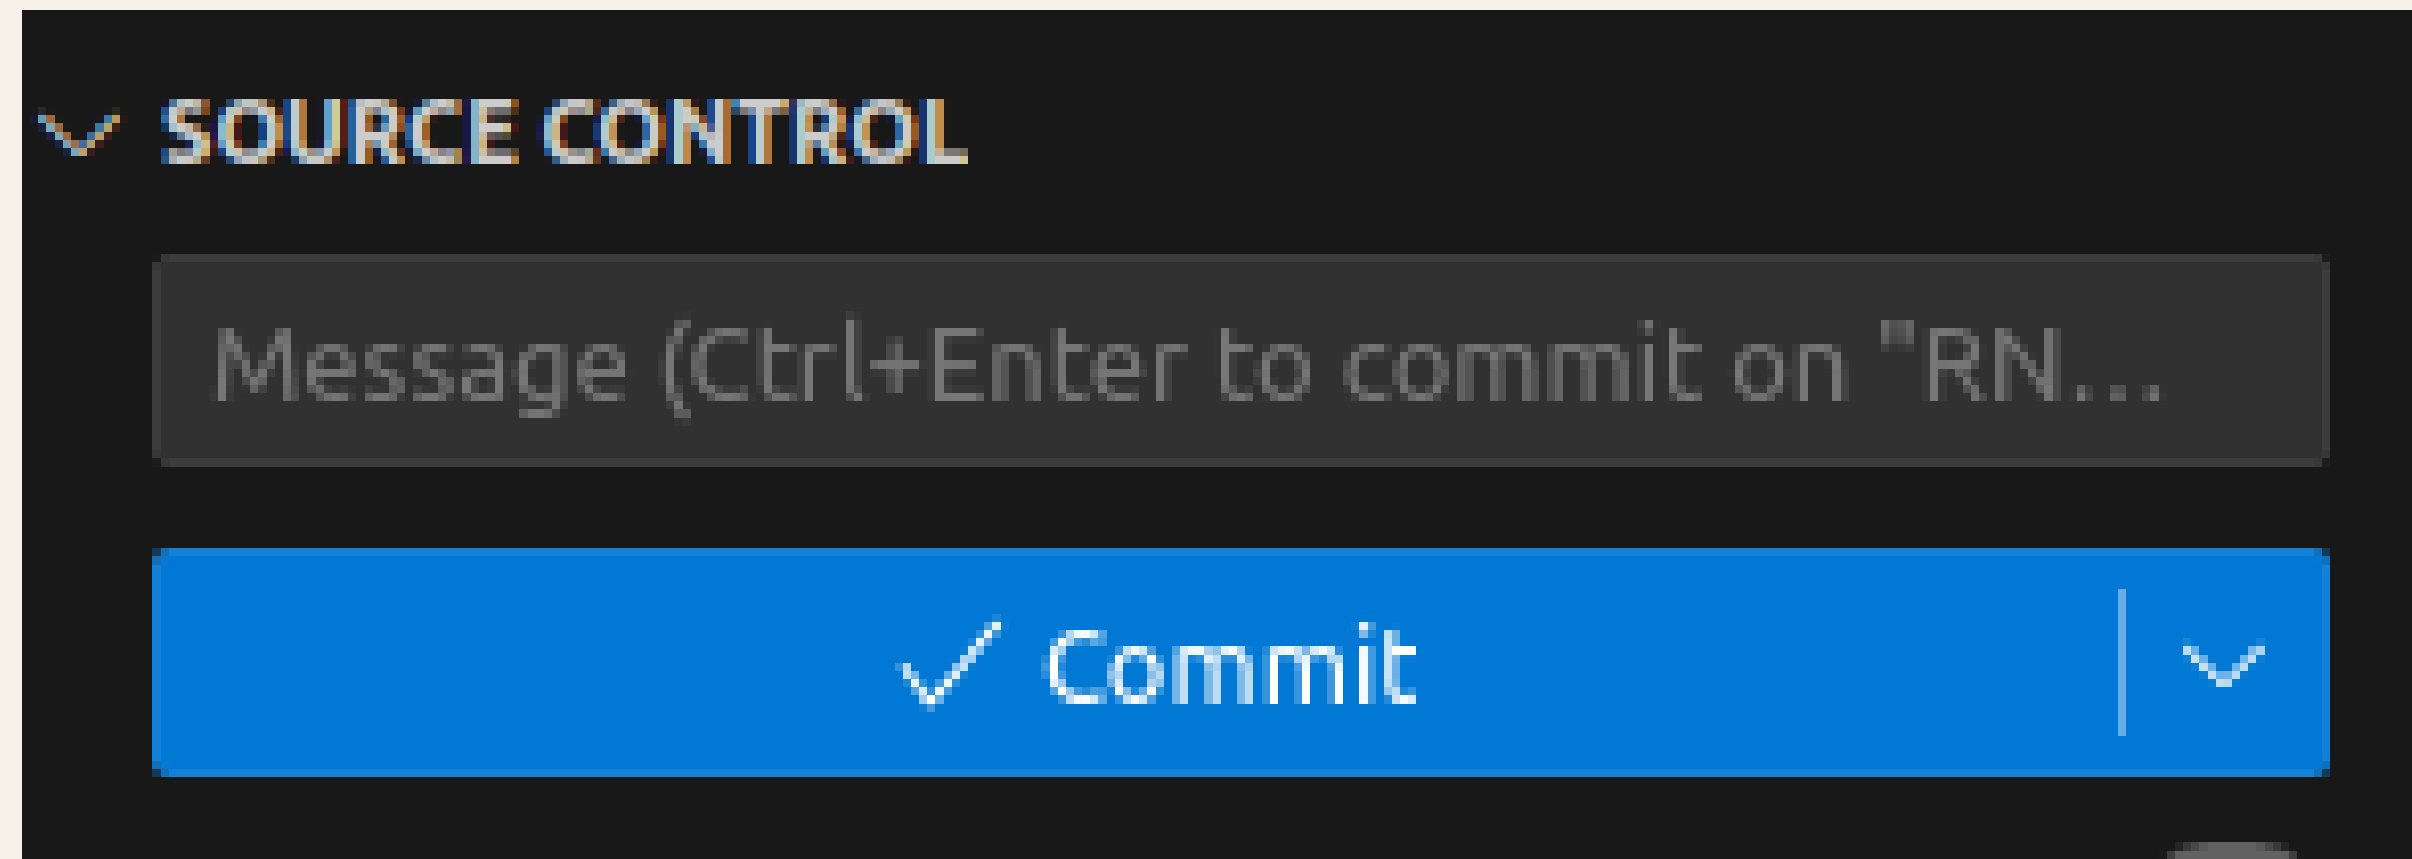 SOURCE CONTROL
Message (Ctrl+Enter to commit on "RN...
Commit